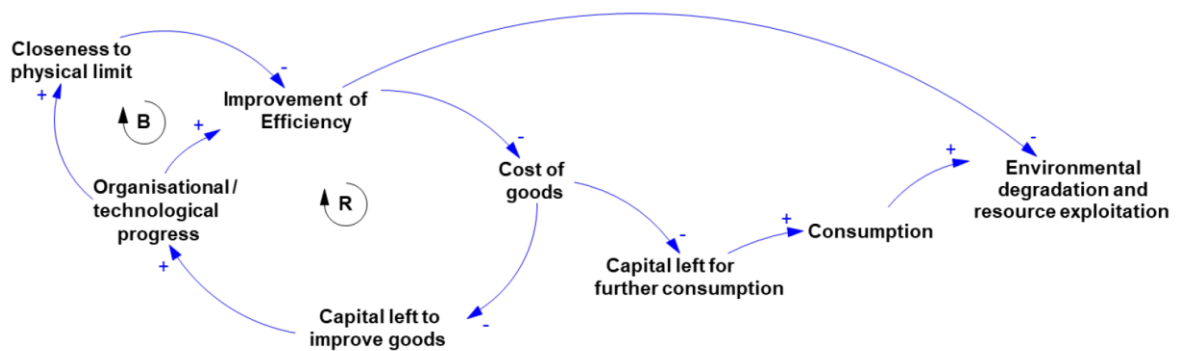 Closeness to
physical limit
-
+
B
Improvement of
Efficiency
+
-
-
Cost of
goods
+
Environmental
degradation and
resource exploitation
Organisational/
technological
progress
R
+
Consumption
-
Capital left for
further consumption
+
Capital left to
improve goods
-